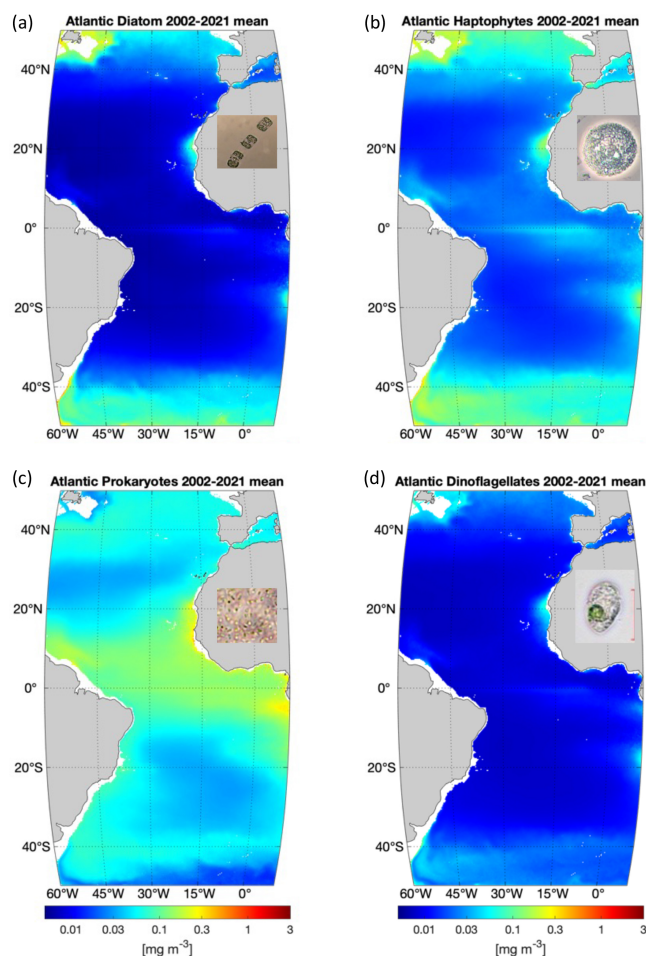 (a) Atlantic Diatom 2002-2021 mean
(b) Atlantic Haptophytes 2002-2021 mean
40°N 40°N
20°N 20°N
0° 0°
20°S 20°S
40°S 40°S
60°W 45°W 30°W 15°W 0° 60°W 45°W 30°W 15°W 0°
(c) Atlantic Prokaryotes 2002-2021 mean
(d) Atlantic Dinoflagellates 2002-2021 mean
40°N 40°N
20°N 20°N
0° 0°
20°S 20°S
40°S 40°S
60°W 45°W 30°W 15°W 0° 60°W 45°W 30°W 15°W 0°
0.01 0.03 0.1 0.3 1 3 0.01 0.03 0.1 0.3 1 3
[mg m⁻³] [mg m⁻³]